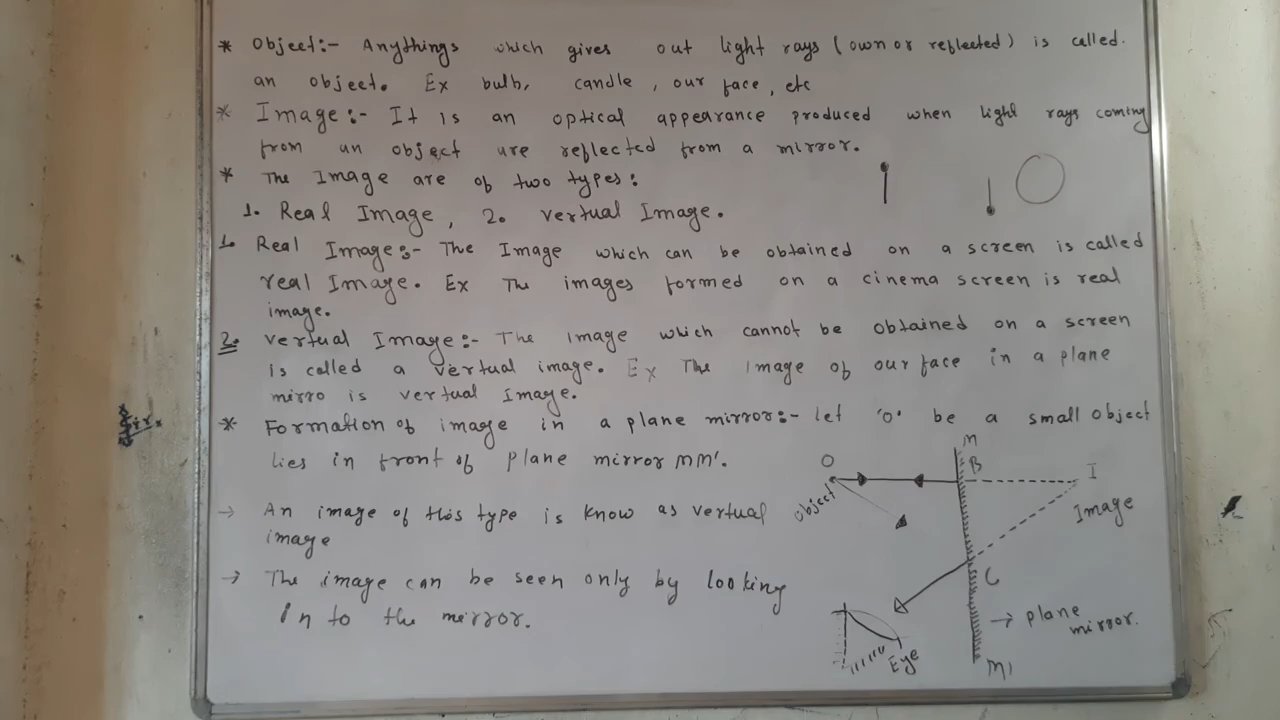 * Object:- Anythings which gives out light rays (own or reflected) is called.
an object. Ex bulb, candle, our face, etc
* Image:- It is an optical appearance produced when light rays coming
from an object are reflected from a mirror.
* The Image are of two types:
1. Real Image, 2. vertual Image.
1. Real Image:- The Image which can be obtained on a screen is called
real Image. Ex The images formed on a cinema screen is real
image.
2. vertual Image:- The image which cannot be obtained on a screen
is called a vertual image. Ex The image of our face in a plane
mirro is vertual Image.
* Formation of image in a plane mirror:- let 'O' be a small object
lies in front of plane mirror MM'.
→ An image of this type is know as vertual
image
→ The image can be seen only by looking
in to the mirror.
M
O
B
I
Object
Image
C
→ plane
mirror.
Eye
M1